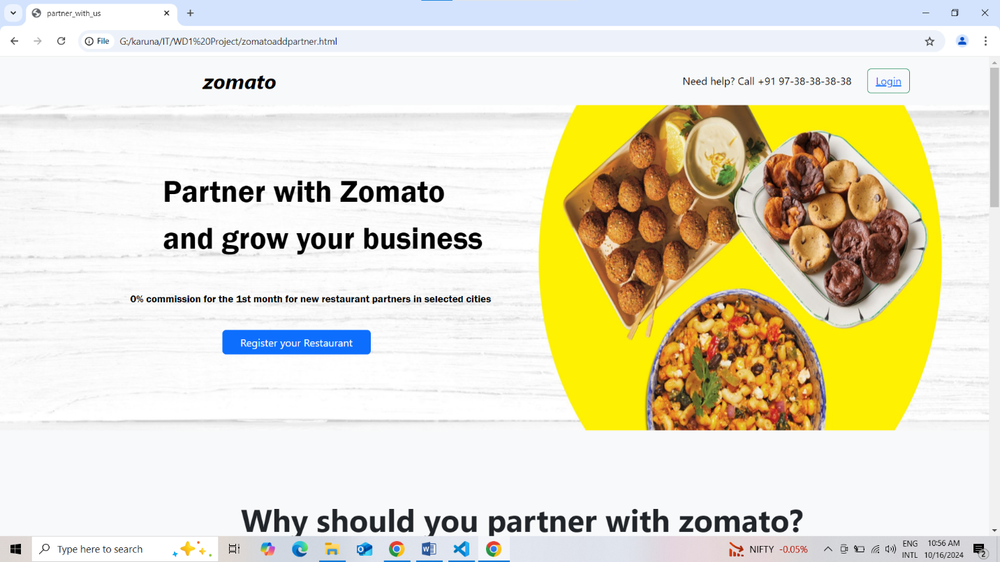 partner_with_us
File G:/karuna/IT/WD1%20Project/zomatoaddpartner.html
zomato Need help? Call +91 97-38-38-38-38 Login
Partner with Zomato
and grow your business
0% commission for the 1st month for new restaurant partners in selected cities
Register your Restaurant
Why should you partner with zomato?
Type here to search
NIFTY -0.05%
ENG
INTL
10:56 AM
10/16/2024
2